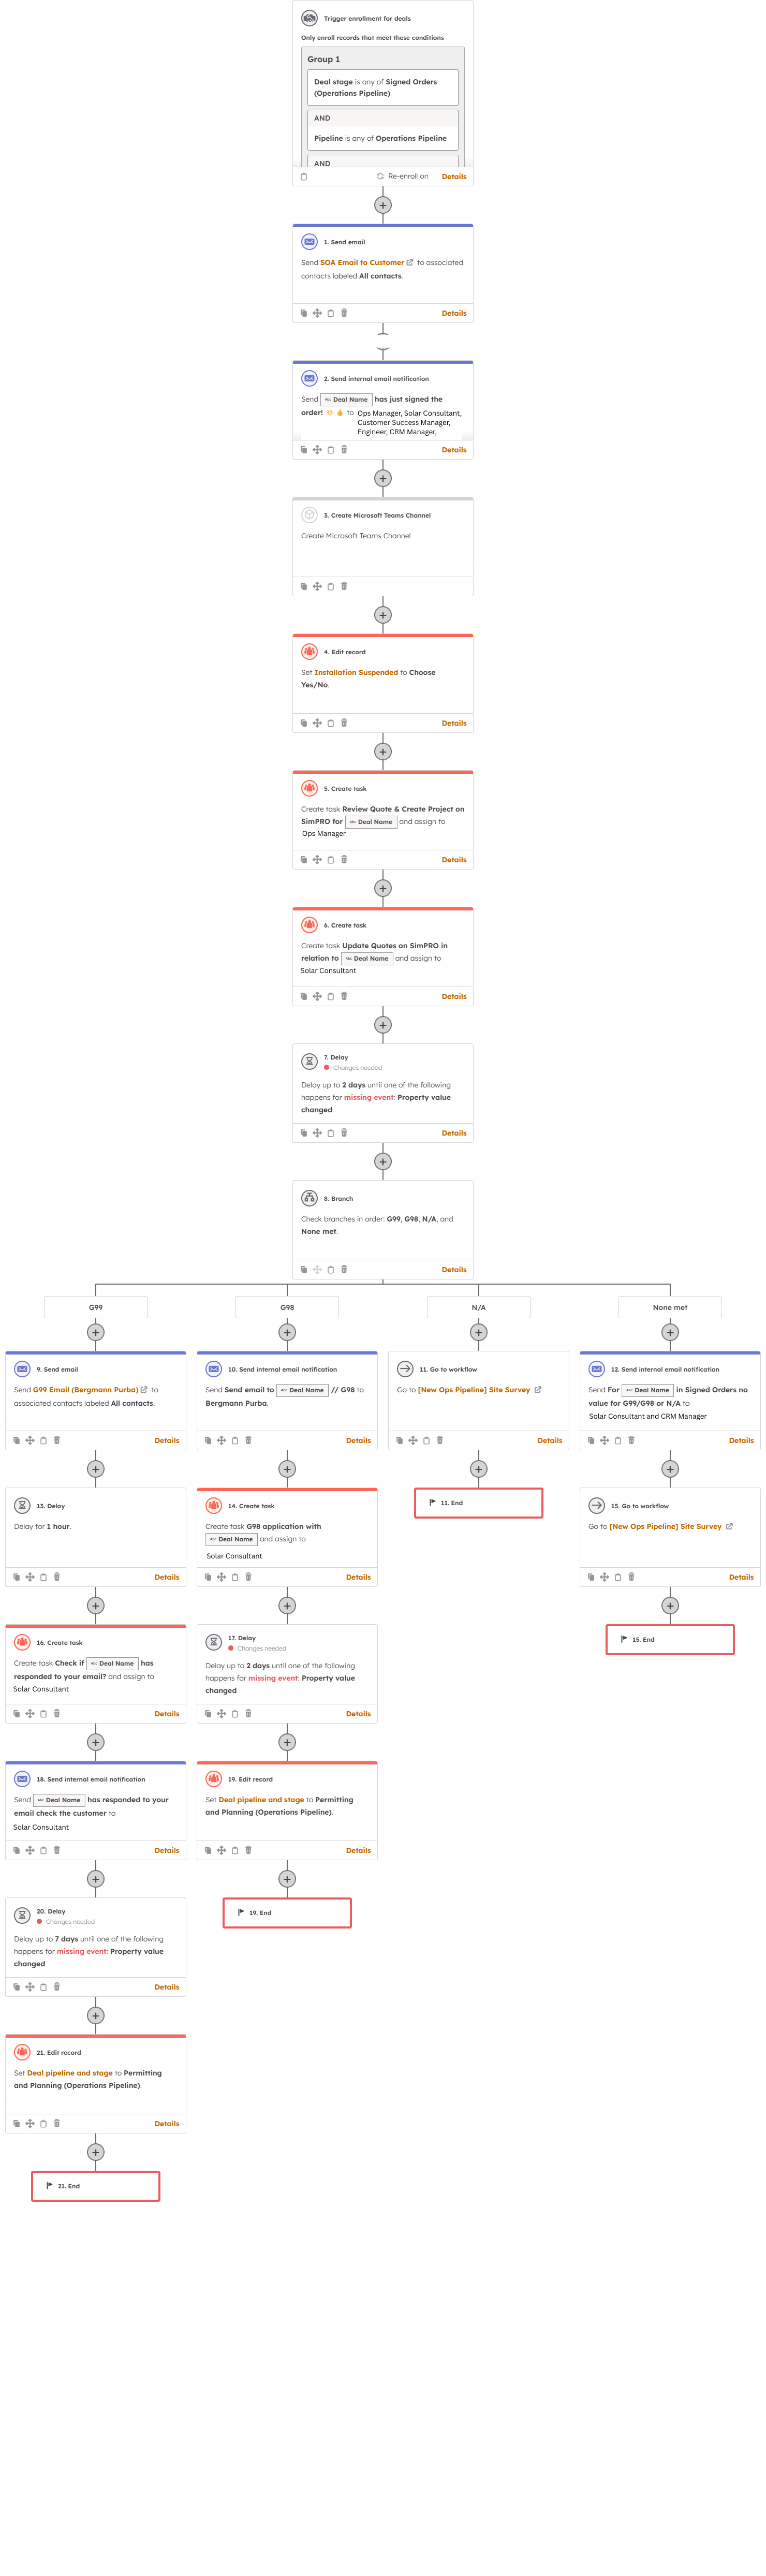 Trigger enrollment for deals
Only enroll records that meet these conditions
Group 1
Deal stage is any of Signed Orders
(Operations Pipeline)
AND
Pipeline is any of Operations Pipeline
AND
Re-enroll on Details
1. Send email
Send SOA Email to Customer to associated
contacts labeled All contacts.
Details
2. Send internal email notification
Send Abc Deal Name has just signed the
order! ☀️ 👍 to Ops Manager, Solar Consultant,
Customer Success Manager,
Engineer, CRM Manager,
Details
3. Create Microsoft Teams Channel
Create Microsoft Teams Channel
4. Edit record
Set Installation Suspended to Choose
Yes/No.
Details
5. Create task
Create task Review Quote & Create Project on
SimPRO for Abc Deal Name and assign to
Ops Manager
Details
6. Create task
Create task Update Quotes on SimPRO in
relation to Abc Deal Name and assign to
Solar Consultant
Details
7. Delay
Changes needed
Delay up to 2 days until one of the following
happens for missing event: Property value
changed
Details
8. Branch
Check branches in order: G99, G98, N/A, and
None met.
Details
G99 G98 N/A None met
9. Send email
Send G99 Email (Bergmann Purba) to
associated contacts labeled All contacts.
Details
10. Send internal email notification
Send Send email to Abc Deal Name // G98 to
Bergmann Purba.
Details
11. Go to workflow
Go to [New Ops Pipeline] Site Survey
Details
12. Send internal email notification
Send For Abc Deal Name in Signed Orders no
value for G99/G98 or N/A to
Solar Consultant and CRM Manager
Details
13. Delay
Delay for 1 hour.
Details
14. Create task
Create task G98 application with
Abc Deal Name and assign to
Solar Consultant
Details
11. End
15. Go to workflow
Go to [New Ops Pipeline] Site Survey
Details
16. Create task
Create task Check if Abc Deal Name has
responded to your email? and assign to
Solar Consultant
Details
17. Delay
Changes needed
Delay up to 2 days until one of the following
happens for missing event: Property value
changed
Details
15. End
18. Send internal email notification
Send Abc Deal Name has responded to your
email check the customer to
Solar Consultant
Details
19. Edit record
Set Deal pipeline and stage to Permitting
and Planning (Operations Pipeline).
Details
20. Delay
Changes needed
Delay up to 7 days until one of the following
happens for missing event: Property value
changed
Details
19. End
21. Edit record
Set Deal pipeline and stage to Permitting
and Planning (Operations Pipeline).
Details
21. End